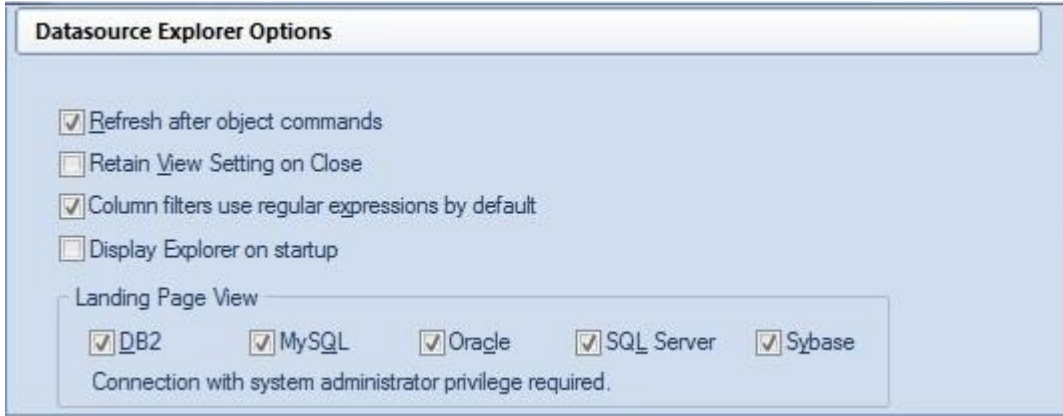 Datasource Explorer Options
Refresh after object commands
Retain View Setting on Close
Column filters use regular expressions by default
Display Explorer on startup
Landing Page View
DB2 MySQL Oracle SQL Server Sybase
Connection with system administrator privilege required.